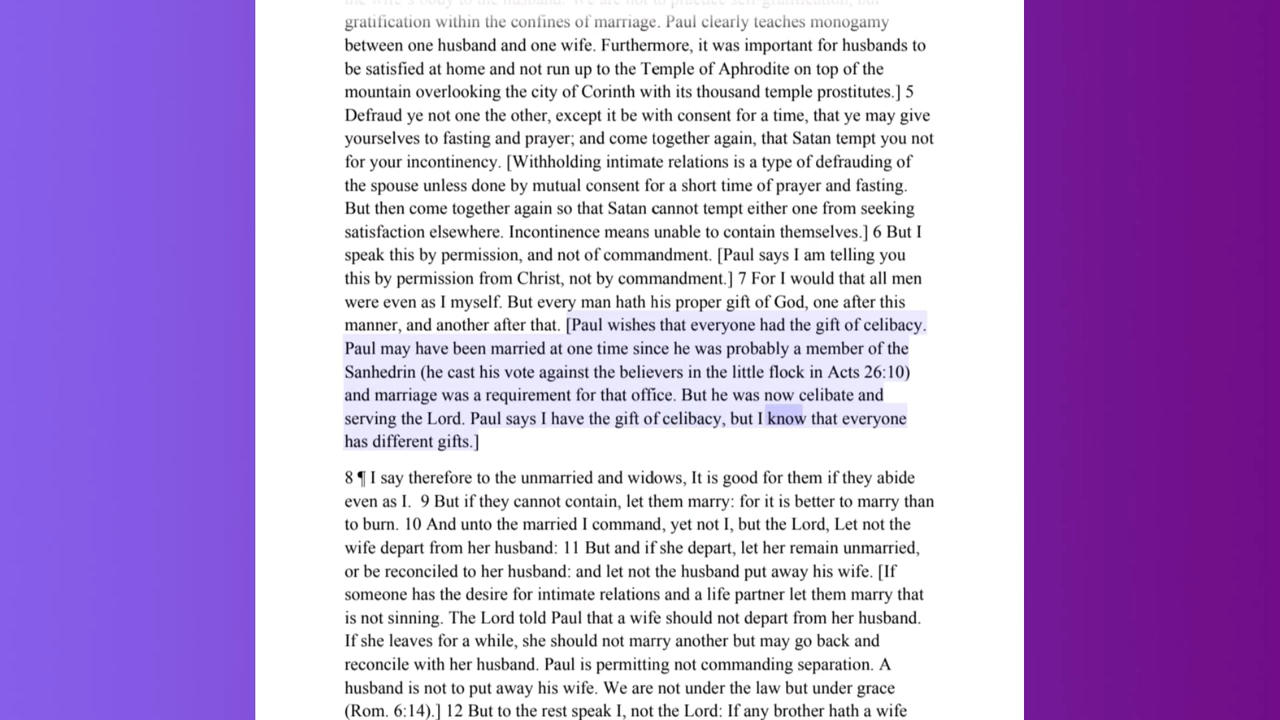 the wife's body to the husband. We are not to practice self-gratification, but
gratification within the confines of marriage. Paul clearly teaches monogamy
between one husband and one wife. Furthermore, it was important for husbands to
be satisfied at home and not run up to the Temple of Aphrodite on top of the
mountain overlooking the city of Corinth with its thousand temple prostitutes.] 5
Defraud ye not one the other, except it be with consent for a time, that ye may give
yourselves to fasting and prayer; and come together again, that Satan tempt you not
for your incontinency. [Withholding intimate relations is a type of defrauding of
the spouse unless done by mutual consent for a short time of prayer and fasting.
But then come together again so that Satan cannot tempt either one from seeking
satisfaction elsewhere. Incontinence means unable to contain themselves.] 6 But I
speak this by permission, and not of commandment. [Paul says I am telling you
this by permission from Christ, not by commandment.] 7 For I would that all men
were even as I myself. But every man hath his proper gift of God, one after this
manner, and another after that. [Paul wishes that everyone had the gift of celibacy.
Paul may have been married at one time since he was probably a member of the
Sanhedrin (he cast his vote against the believers in the little flock in Acts 26:10)
and marriage was a requirement for that office. But he was now celibate and
serving the Lord. Paul says I have the gift of celibacy, but I know that everyone
has different gifts.]
8 ¶ I say therefore to the unmarried and widows, It is good for them if they abide
even as I. 9 But if they cannot contain, let them marry: for it is better to marry than
to burn. 10 And unto the married I command, yet not I, but the Lord, Let not the
wife depart from her husband: 11 But and if she depart, let her remain unmarried,
or be reconciled to her husband: and let not the husband put away his wife. [If
someone has the desire for intimate relations and a life partner let them marry that
is not sinning. The Lord told Paul that a wife should not depart from her husband.
If she leaves for a while, she should not marry another but may go back and
reconcile with her husband. Paul is permitting not commanding separation. A
husband is not to put away his wife. We are not under the law but under grace
(Rom. 6:14).] 12 But to the rest speak I, not the Lord: If any brother hath a wife